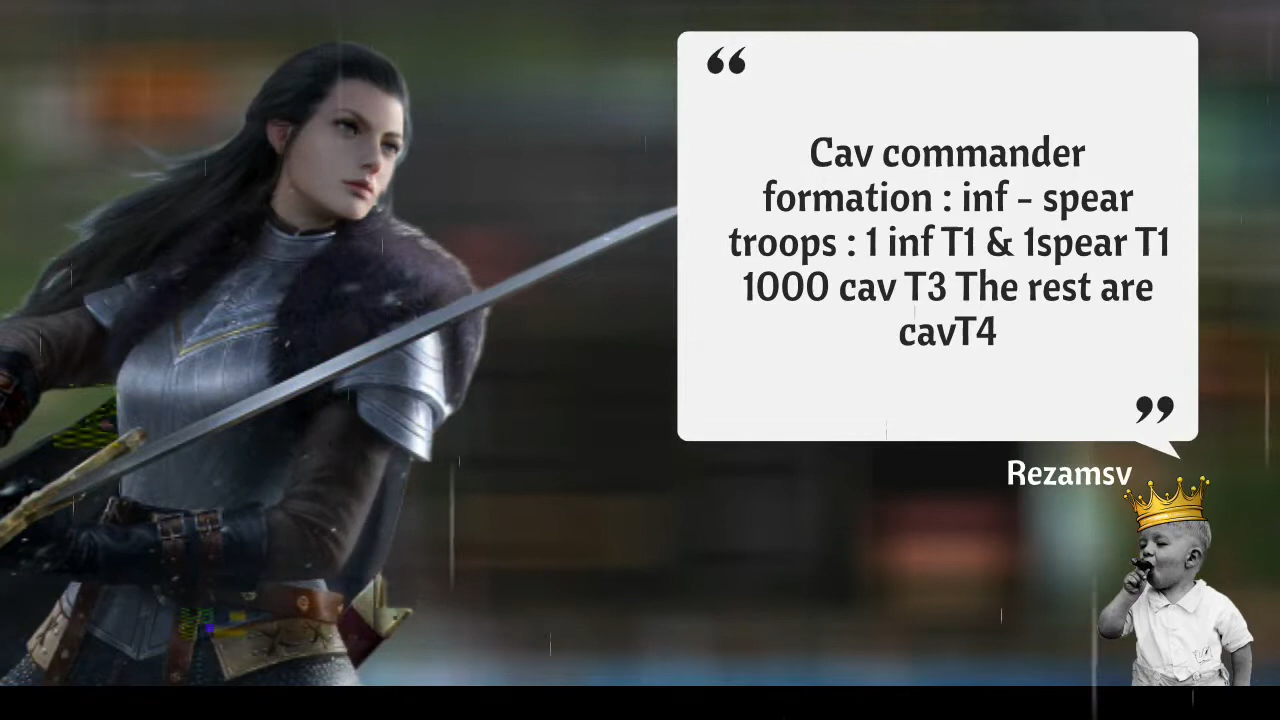 “
Cav commander
formation : inf - spear
troops : 1 inf T1 & 1spear T1
1000 cav T3 The rest are
cavT4
”
Rezamsv